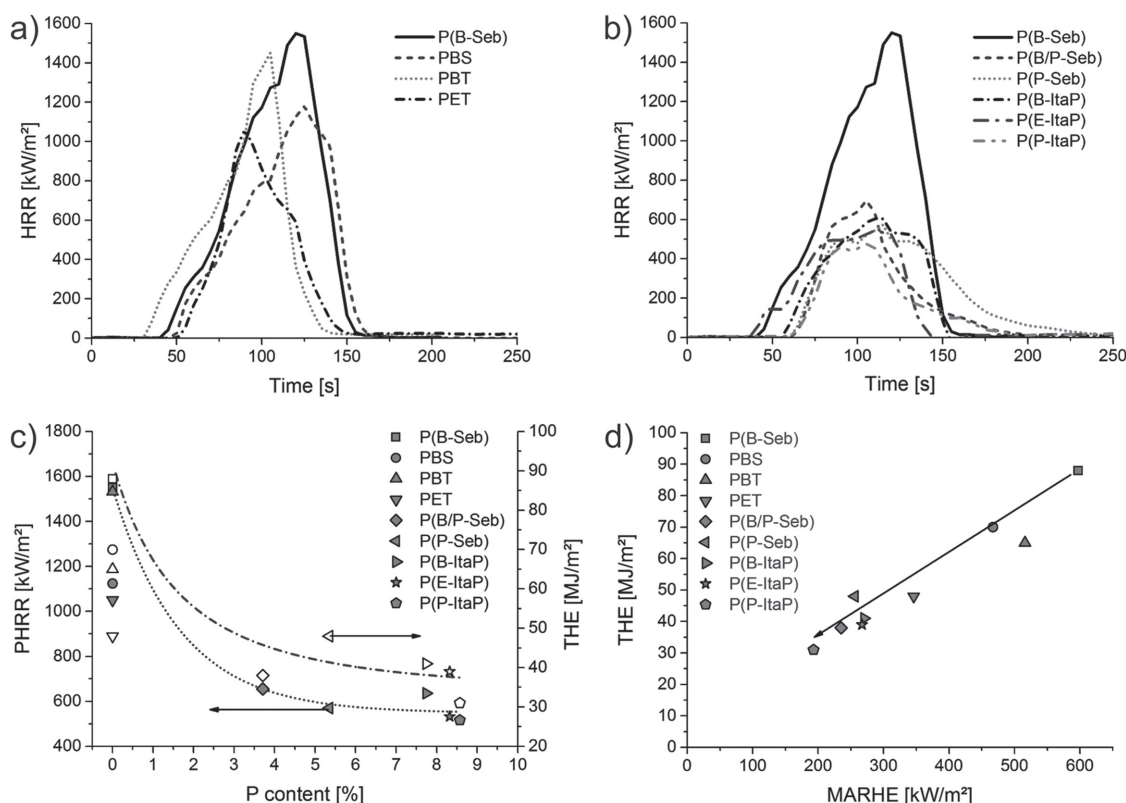 a)
1600
1400
1200
1000
800
600
400
200
0
HRR [kW/m²]
P(B-Seb)
PBS
PBT
PET
0 50 100 150 200 250
Time [s]
b)
1600
1400
1200
1000
800
600
400
200
0
HRR [kW/m²]
P(B-Seb)
P(B/P-Seb)
P(P-Seb)
P(B-ItaP)
P(E-ItaP)
P(P-ItaP)
0 50 100 150 200 250
Time [s]
c)
1800
1600
1400
1200
1000
800
600
400
PHRR [kW/m²]
P(B-Seb)
PBS
PBT
PET
P(B/P-Seb)
P(P-Seb)
P(B-ItaP)
P(E-ItaP)
P(P-ItaP)
100
90
80
70
60
50
40
30
20
THE [MJ/m²]
0 1 2 3 4 5 6 7 8 9 10
P content [%]
d)
100
90
80
70
60
50
40
30
20
10
0
THE [MJ/m²]
P(B-Seb)
PBS
PBT
PET
P(B/P-Seb)
P(P-Seb)
P(B-ItaP)
P(E-ItaP)
P(P-ItaP)
0 100 200 300 400 500 600
MARHE [kW/m²]